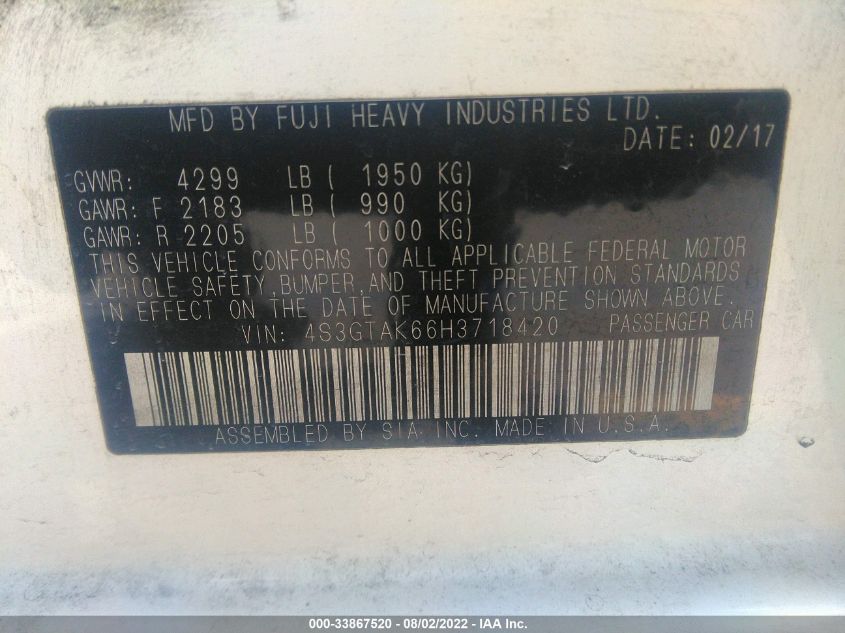 MFD BY FUJI HEAVY INDUSTRIES LTD.
DATE: 02/17
GVWR: 4299 LB ( 1950 KG)
GAWR: F 2183 LB ( 990 KG)
GAWR: R 2205 LB ( 1000 KG)
THIS VEHICLE CONFORMS TO ALL APPLICABLE FEDERAL MOTOR
VEHICLE SAFETY, BUMPER, AND THEFT PREVENTION STANDARDS
IN EFFECT ON THE DATE OF MANUFACTURE SHOWN ABOVE.
VIN: 4S3GTAK66H3718420 PASSENGER CAR
ASSEMBLED BY SIA INC. MADE IN U.S.A.
000-33867520 - 08/02/2022 - IAA Inc.